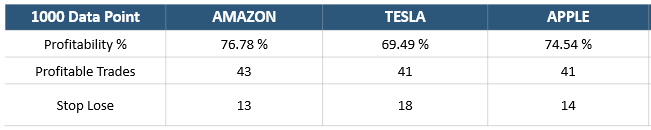 1000 Data Point AMAZON TESLA APPLE
Profitability % 76.78 % 69.49 % 74.54 %
Profitable Trades 43 41 41
Stop Lose 13 18 14